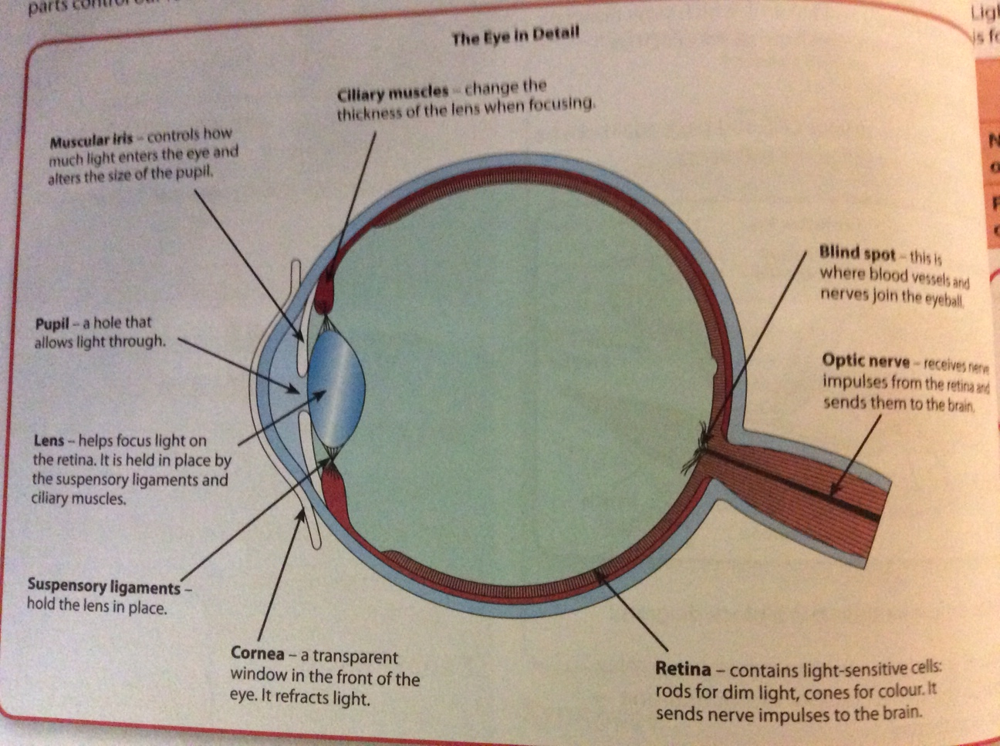 parts control our
The Eye in Detail
Ciliary muscles – change the
thickness of the lens when focusing.
Muscular iris – controls how
much light enters the eye and
alters the size of the pupil.
Pupil – a hole that
allows light through.
Lens – helps focus light on
the retina. It is held in place by
the suspensory ligaments and
ciliary muscles.
Suspensory ligaments –
hold the lens in place.
Cornea – a transparent
window in the front of the
eye. It refracts light.
Blind spot – this is
where blood vessels and
nerves join the eyeball.
Optic nerve – receives nerve
impulses from the retina and
sends them to the brain.
Retina – contains light-sensitive cells:
rods for dim light, cones for colour. It
sends nerve impulses to the brain.
is